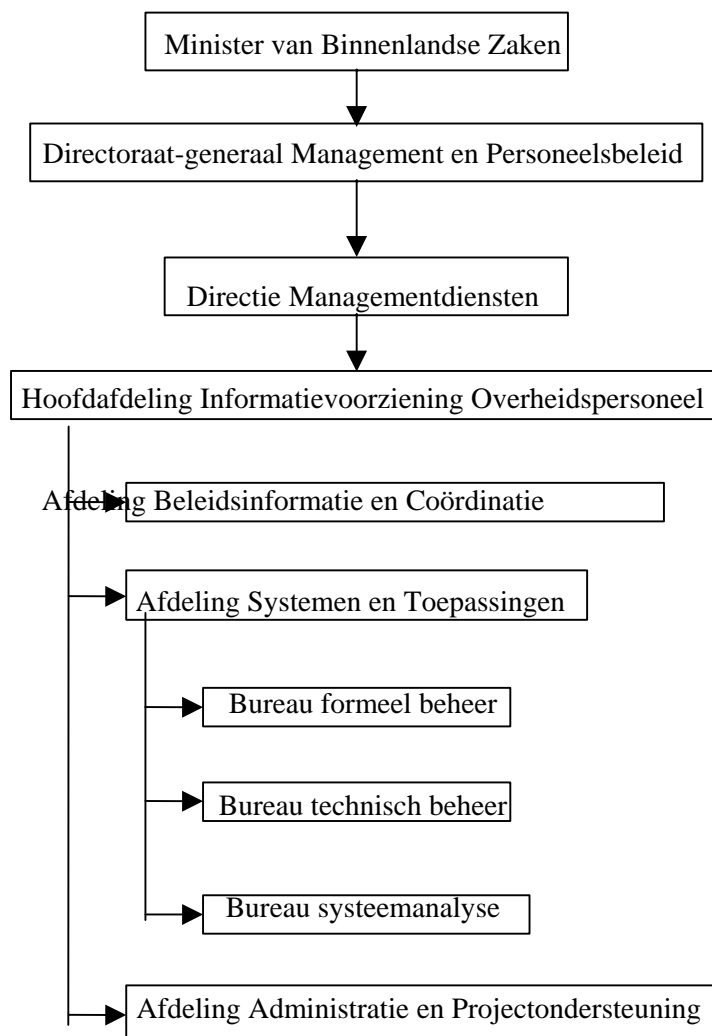 Minister van Binnenlandse Zaken
Directoraat-generaal Management en Personeelsbeleid
Directie Managementdiensten
Hoofdafdeling Informatievoorziening Overheidspersoneel
Afdeling Beleidsinformatie en Coördinatie
Afdeling Systemen en Toepassingen
Bureau formeel beheer
Bureau technisch beheer
Bureau systeemanalyse
Afdeling Administratie en Projectondersteuning